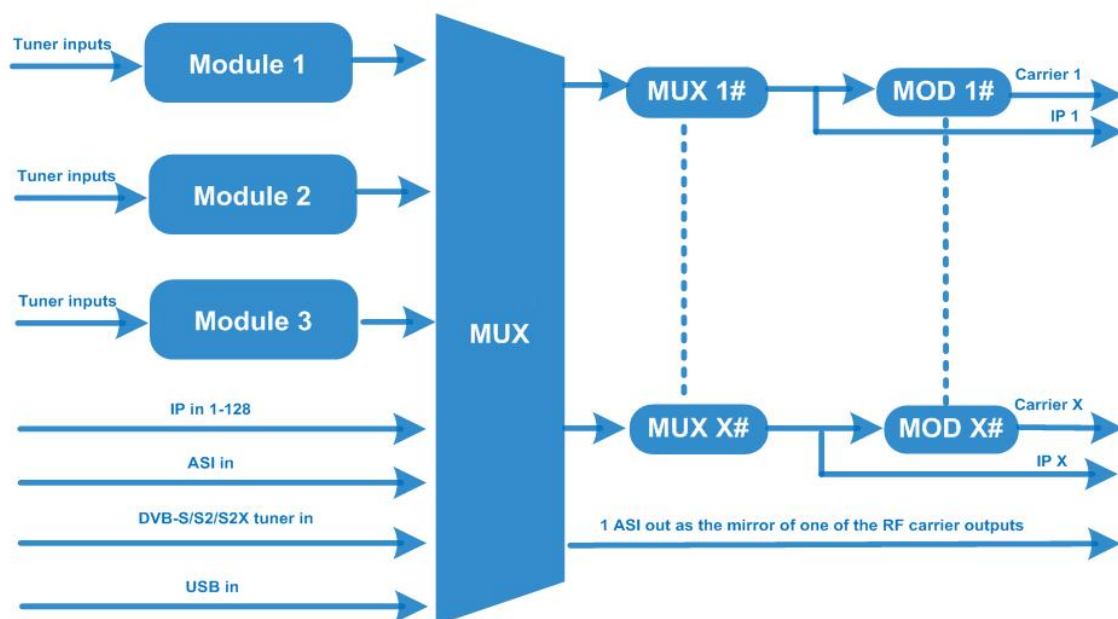 Tuner inputs
Module 1
Tuner inputs
Module 2
Tuner inputs
Module 3
IP in 1-128
ASI in
DVB-S/S2/S2X tuner in
USB in
MUX
MUX 1#
MOD 1#
Carrier 1
IP 1
MUX X#
MOD X#
Carrier X
IP X
1 ASI out as the mirror of one of the RF carrier outputs